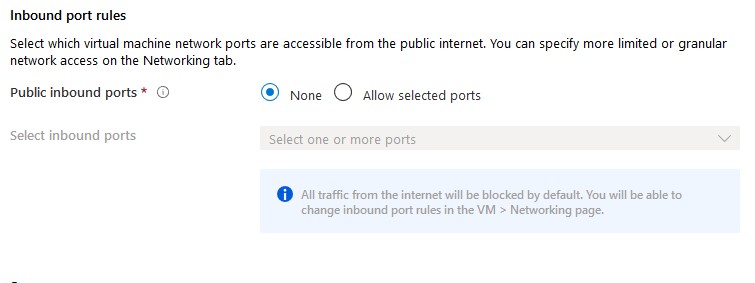 Inbound port rules
Select which virtual machine network ports are accessible from the public internet. You can specify more limited or granular
network access on the Networking tab.
Public inbound ports *
None
Allow selected ports
Select inbound ports
Select one or more ports
All traffic from the internet will be blocked by default. You will be able to
change inbound port rules in the VM > Networking page.